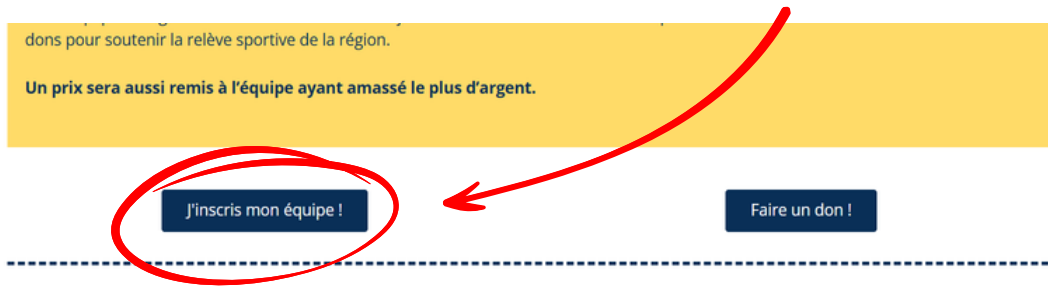 dons pour soutenir la relève sportive de la région.
Un prix sera aussi remis à l'équipe ayant amassé le plus d'argent.
J'inscris mon équipe !
Faire un don !